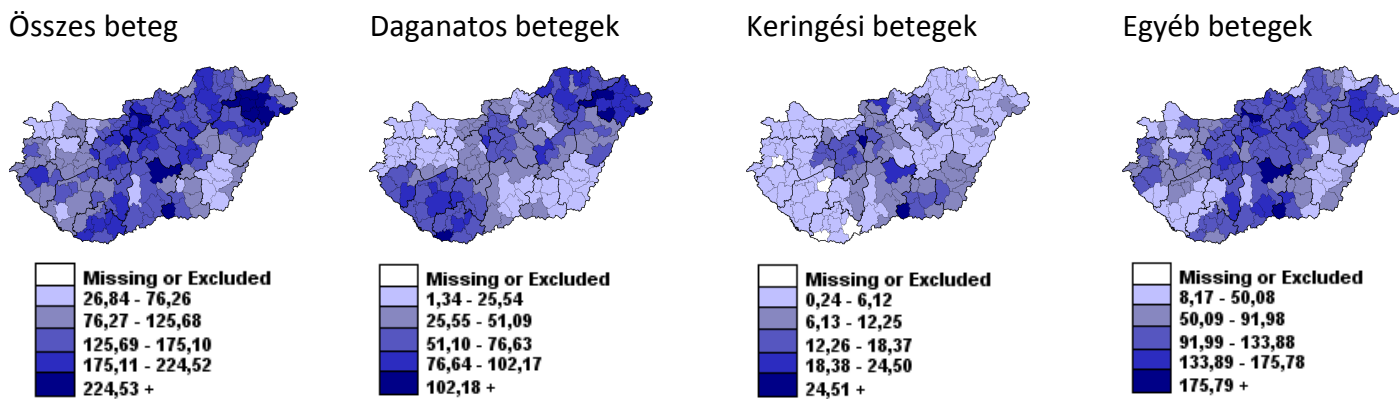 Összes beteg
Daganatos betegek
Keringési betegek
Egyéb betegek
Missing or Excluded
26,84 - 76,26
76,27 - 125,68
125,69 - 175,10
175,11 - 224,52
224,53 +
Missing or Excluded
1,34 - 25,54
25,55 - 51,09
51,10 - 76,63
76,64 - 102,17
102,18 +
Missing or Excluded
0,24 - 6,12
6,13 - 12,25
12,26 - 18,37
18,38 - 24,50
24,51 +
Missing or Excluded
8,17 - 50,08
50,09 - 91,98
91,99 - 133,88
133,89 - 175,78
175,79 +